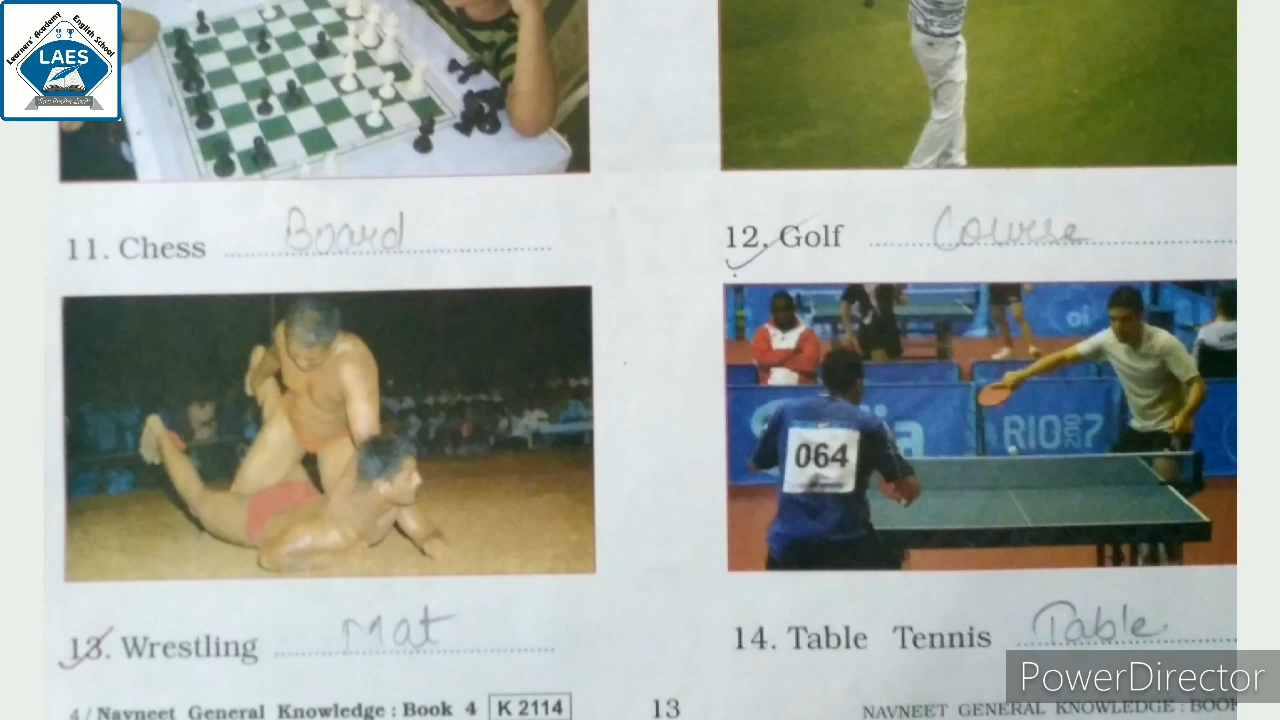 Learners' Academy English School
LAES
11. Chess Board
12. Golf Course
oi
RIO 2007
064
13. Wrestling Mat
14. Table Tennis Table
PowerDirector
4/Navneet General Knowledge : Book 4 K 2114
13
NAVNEET GENERAL KNOWLEDGE : BOOK